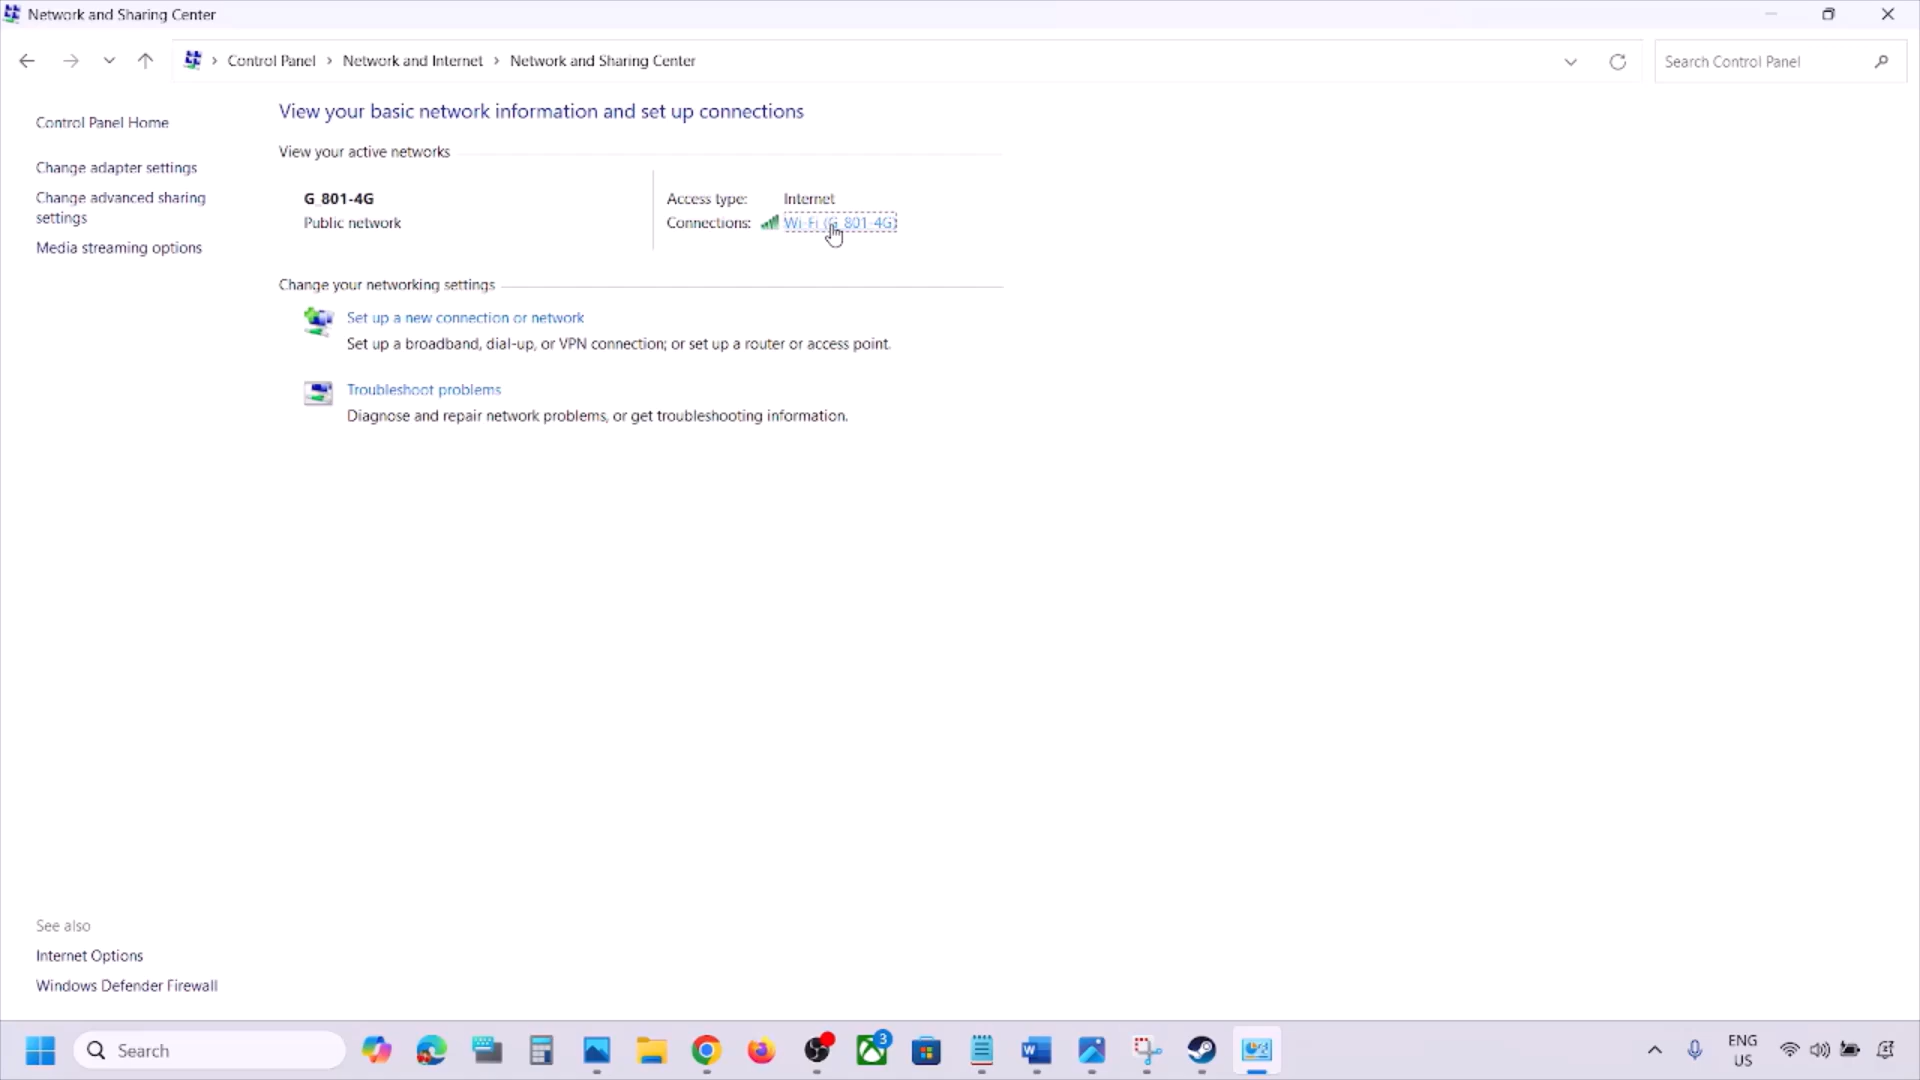 Network and Sharing Center
Control Panel › Network and Internet › Network and Sharing Center
Search Control Panel
Control Panel Home
Change adapter settings
Change advanced sharing
settings
Media streaming options
View your basic network information and set up connections
View your active networks
G_801-4G
Public network
Access type: Internet
Connections: Wi-Fi (G_801-4G)
Change your networking settings
Set up a new connection or network
Set up a broadband, dial-up, or VPN connection; or set up a router or access point.
Troubleshoot problems
Diagnose and repair network problems, or get troubleshooting information.
See also
Internet Options
Windows Defender Firewall
Search
3
ENG
US